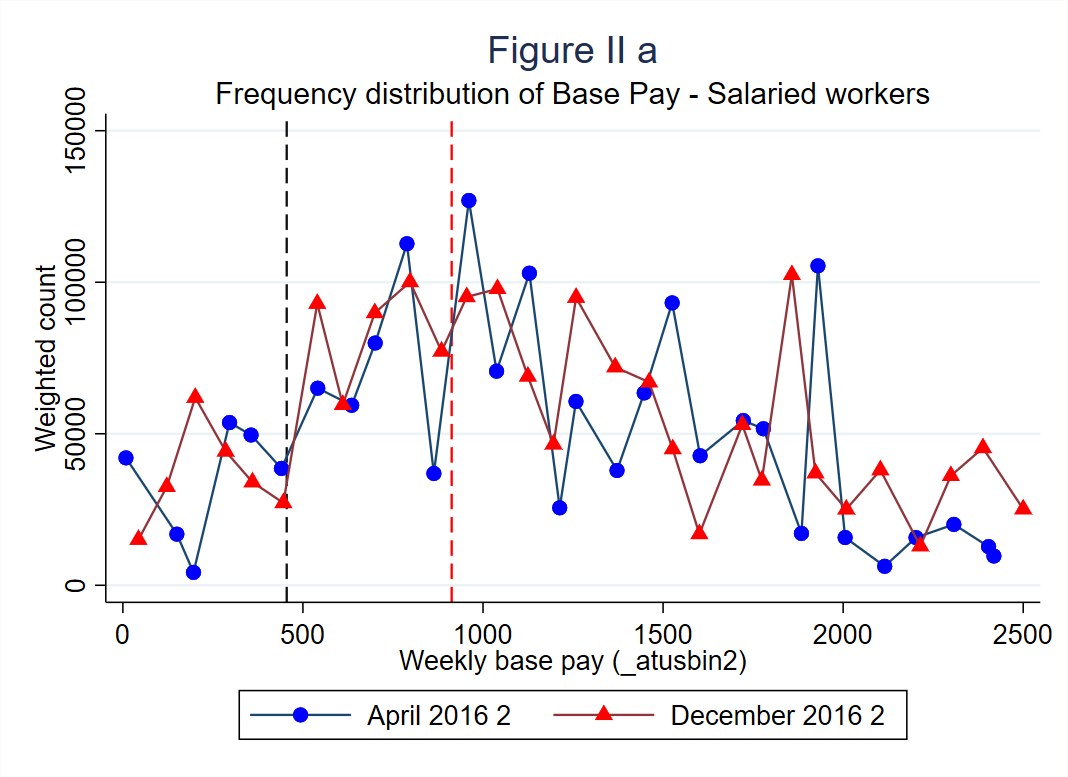 Figure II a
Frequency distribution of Base Pay - Salaried workers
Weighted count
150000
100000
50000
0
0 500 1000 1500 2000 2500
Weekly base pay (_atusbin2)
April 2016 2 December 2016 2